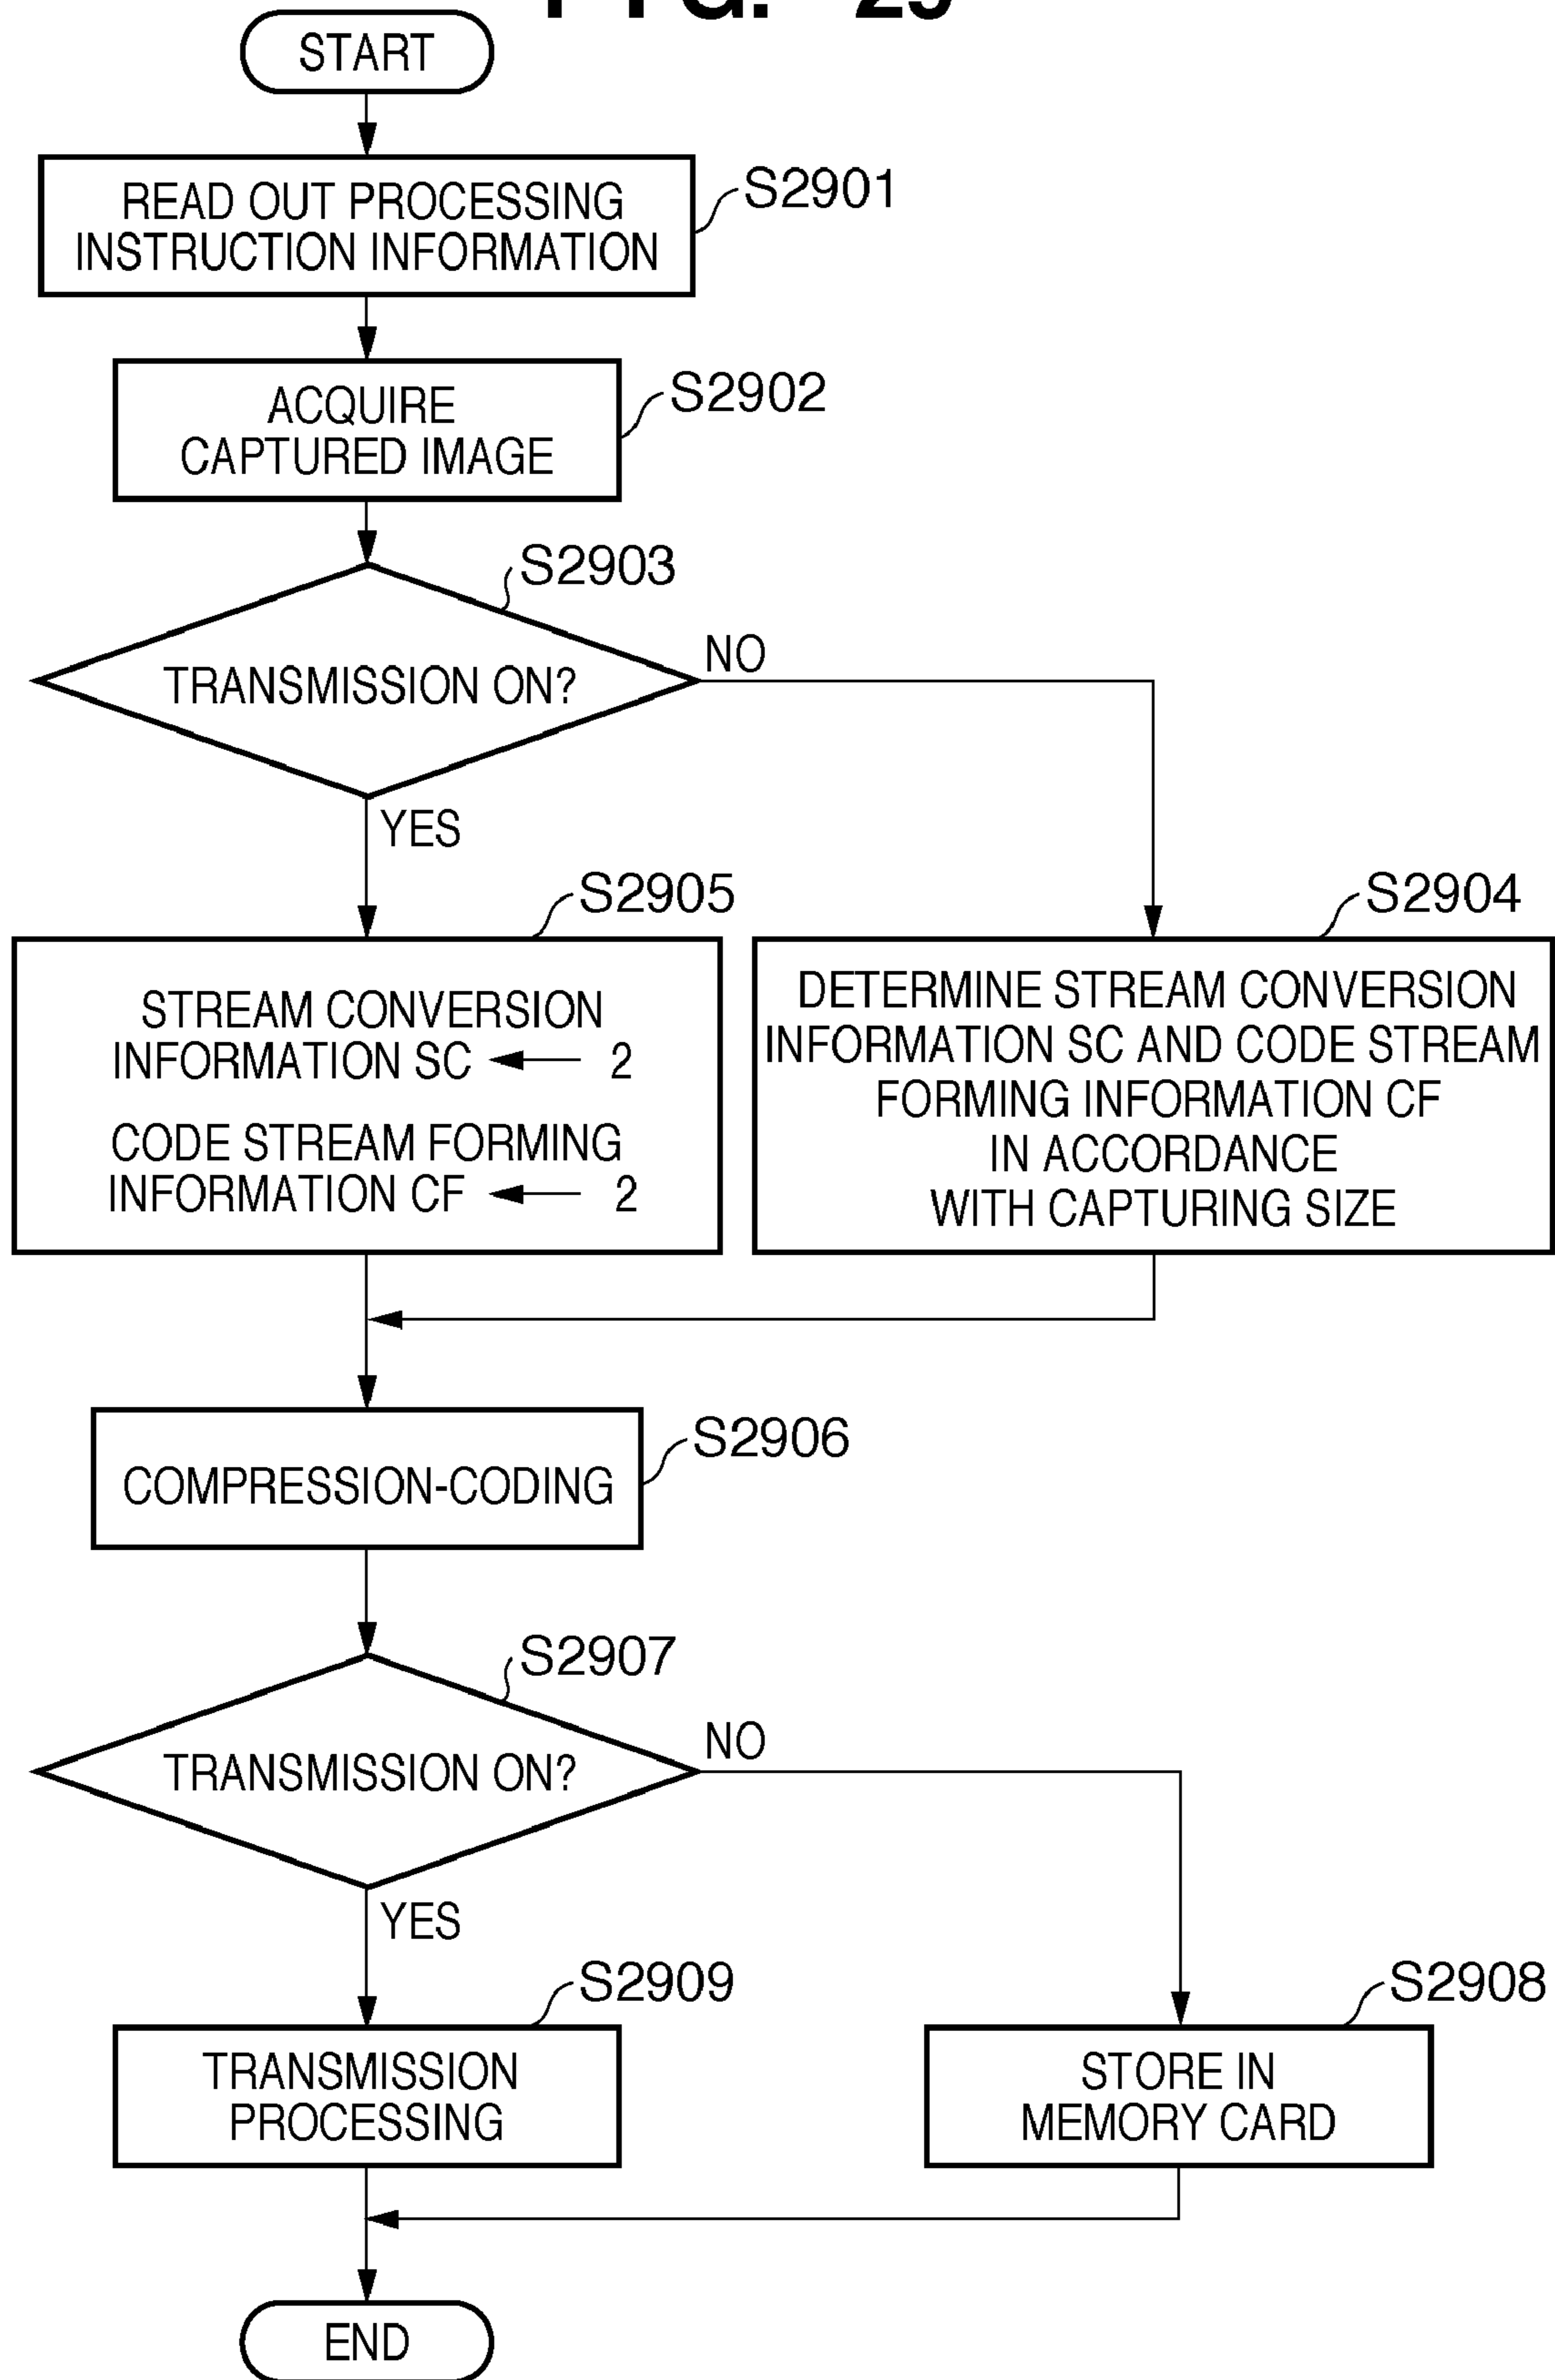 FIG. 29
START
READ OUT PROCESSING
INSTRUCTION INFORMATION
S2901
ACQUIRE
CAPTURED IMAGE
S2902
S2903
TRANSMISSION ON?
NO
YES
S2905
STREAM CONVERSION
INFORMATION SC ← 2
CODE STREAM FORMING
INFORMATION CF ← 2
S2904
DETERMINE STREAM CONVERSION
INFORMATION SC AND CODE STREAM
FORMING INFORMATION CF
IN ACCORDANCE
WITH CAPTURING SIZE
COMPRESSION-CODING
S2906
S2907
TRANSMISSION ON?
NO
YES
S2909
TRANSMISSION
PROCESSING
S2908
STORE IN
MEMORY CARD
END